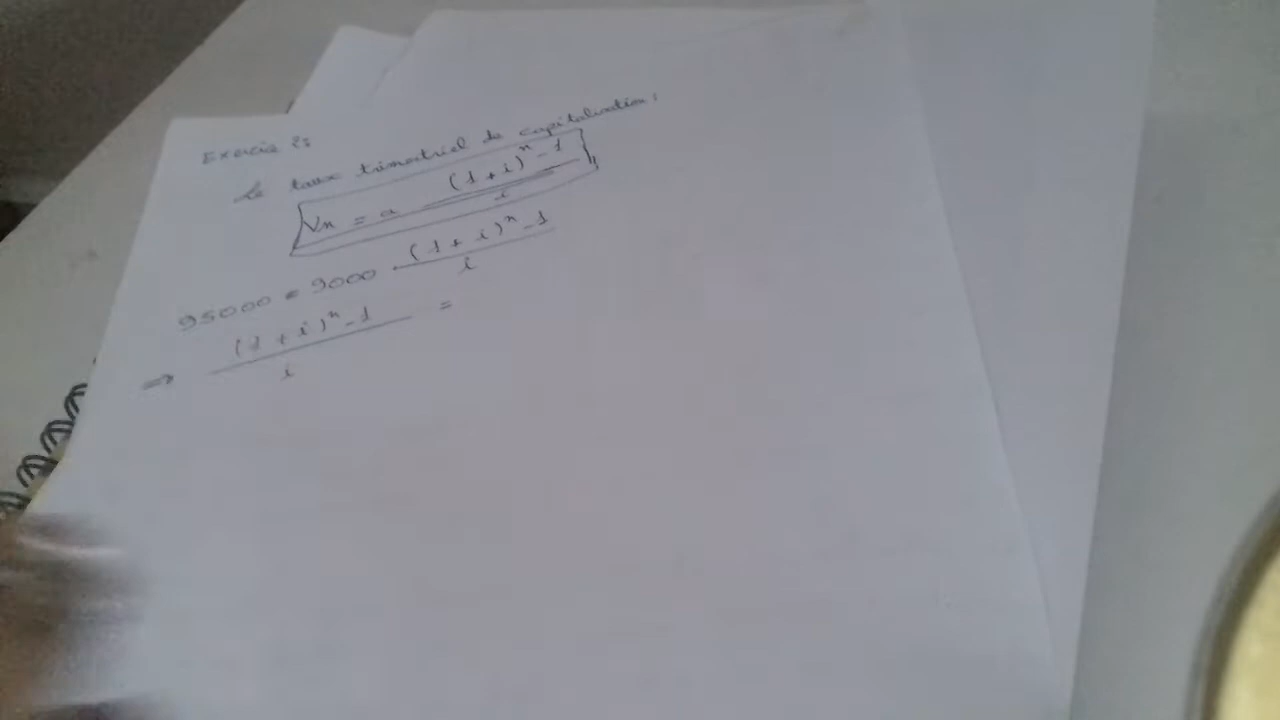 Exercice 2:
Le taux trimestriel de capitalisation :
Vn = a ((1 + i)^n - 1) / i
95000 = 9000 . ((1 + i)^n - 1) / i
=> ((1 + i)^n - 1) / i =